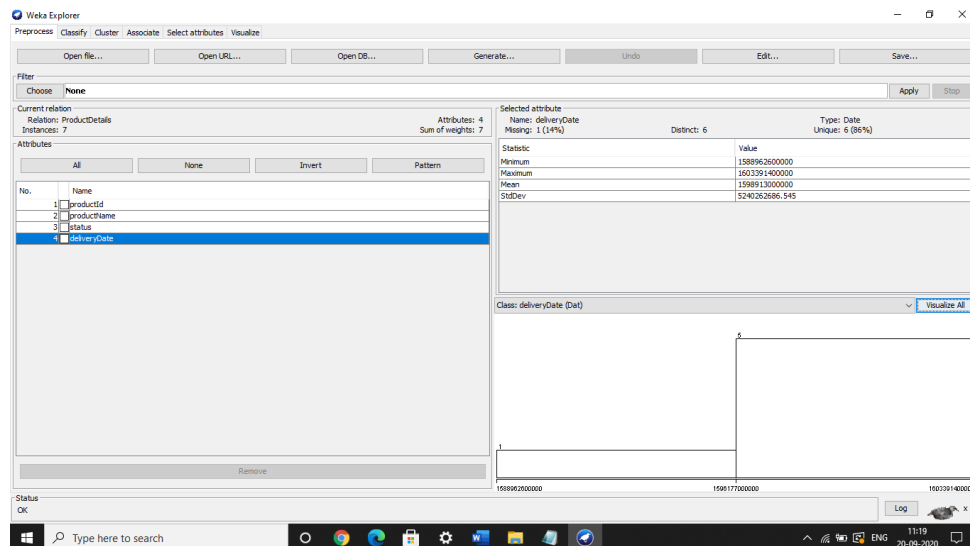 Weka Explorer
Preprocess Classify Cluster Associate Select attributes Visualize
Open file... Open URL... Open DB... Generate... Undo Edit... Save...
Filter
Choose None Apply Stop
Current relation
Relation: ProductDetails Attributes: 4
Instances: 7 Sum of weights: 7
Selected attribute
Name: deliveryDate Type: Date
Missing: 1 (14%) Distinct: 6 Unique: 6 (86%)
Attributes
All None Invert Pattern
No. Name
1 productId
2 productName
3 status
4 deliveryDate
Remove
Statistic Value
Minimum 1588962600000
Maximum 1603391400000
Mean 1598913000000
StdDev 5240262686.545
Class: deliveryDate (Dat) Visualize All
1
1588962600000 1596177000000 1603391400000
Status
OK Log x
Type here to search ENG 11:19
20-09-2020